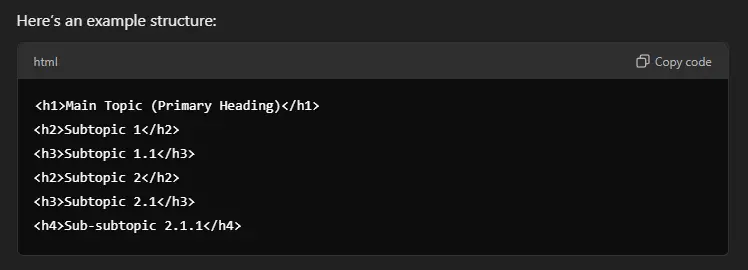 Here's an example structure:
html
Copy code
<h1>Main Topic (Primary Heading)</h1>
<h2>Subtopic 1</h2>
<h3>Subtopic 1.1</h3>
<h2>Subtopic 2</h2>
<h3>Subtopic 2.1</h3>
<h4>Sub-subtopic 2.1.1</h4>